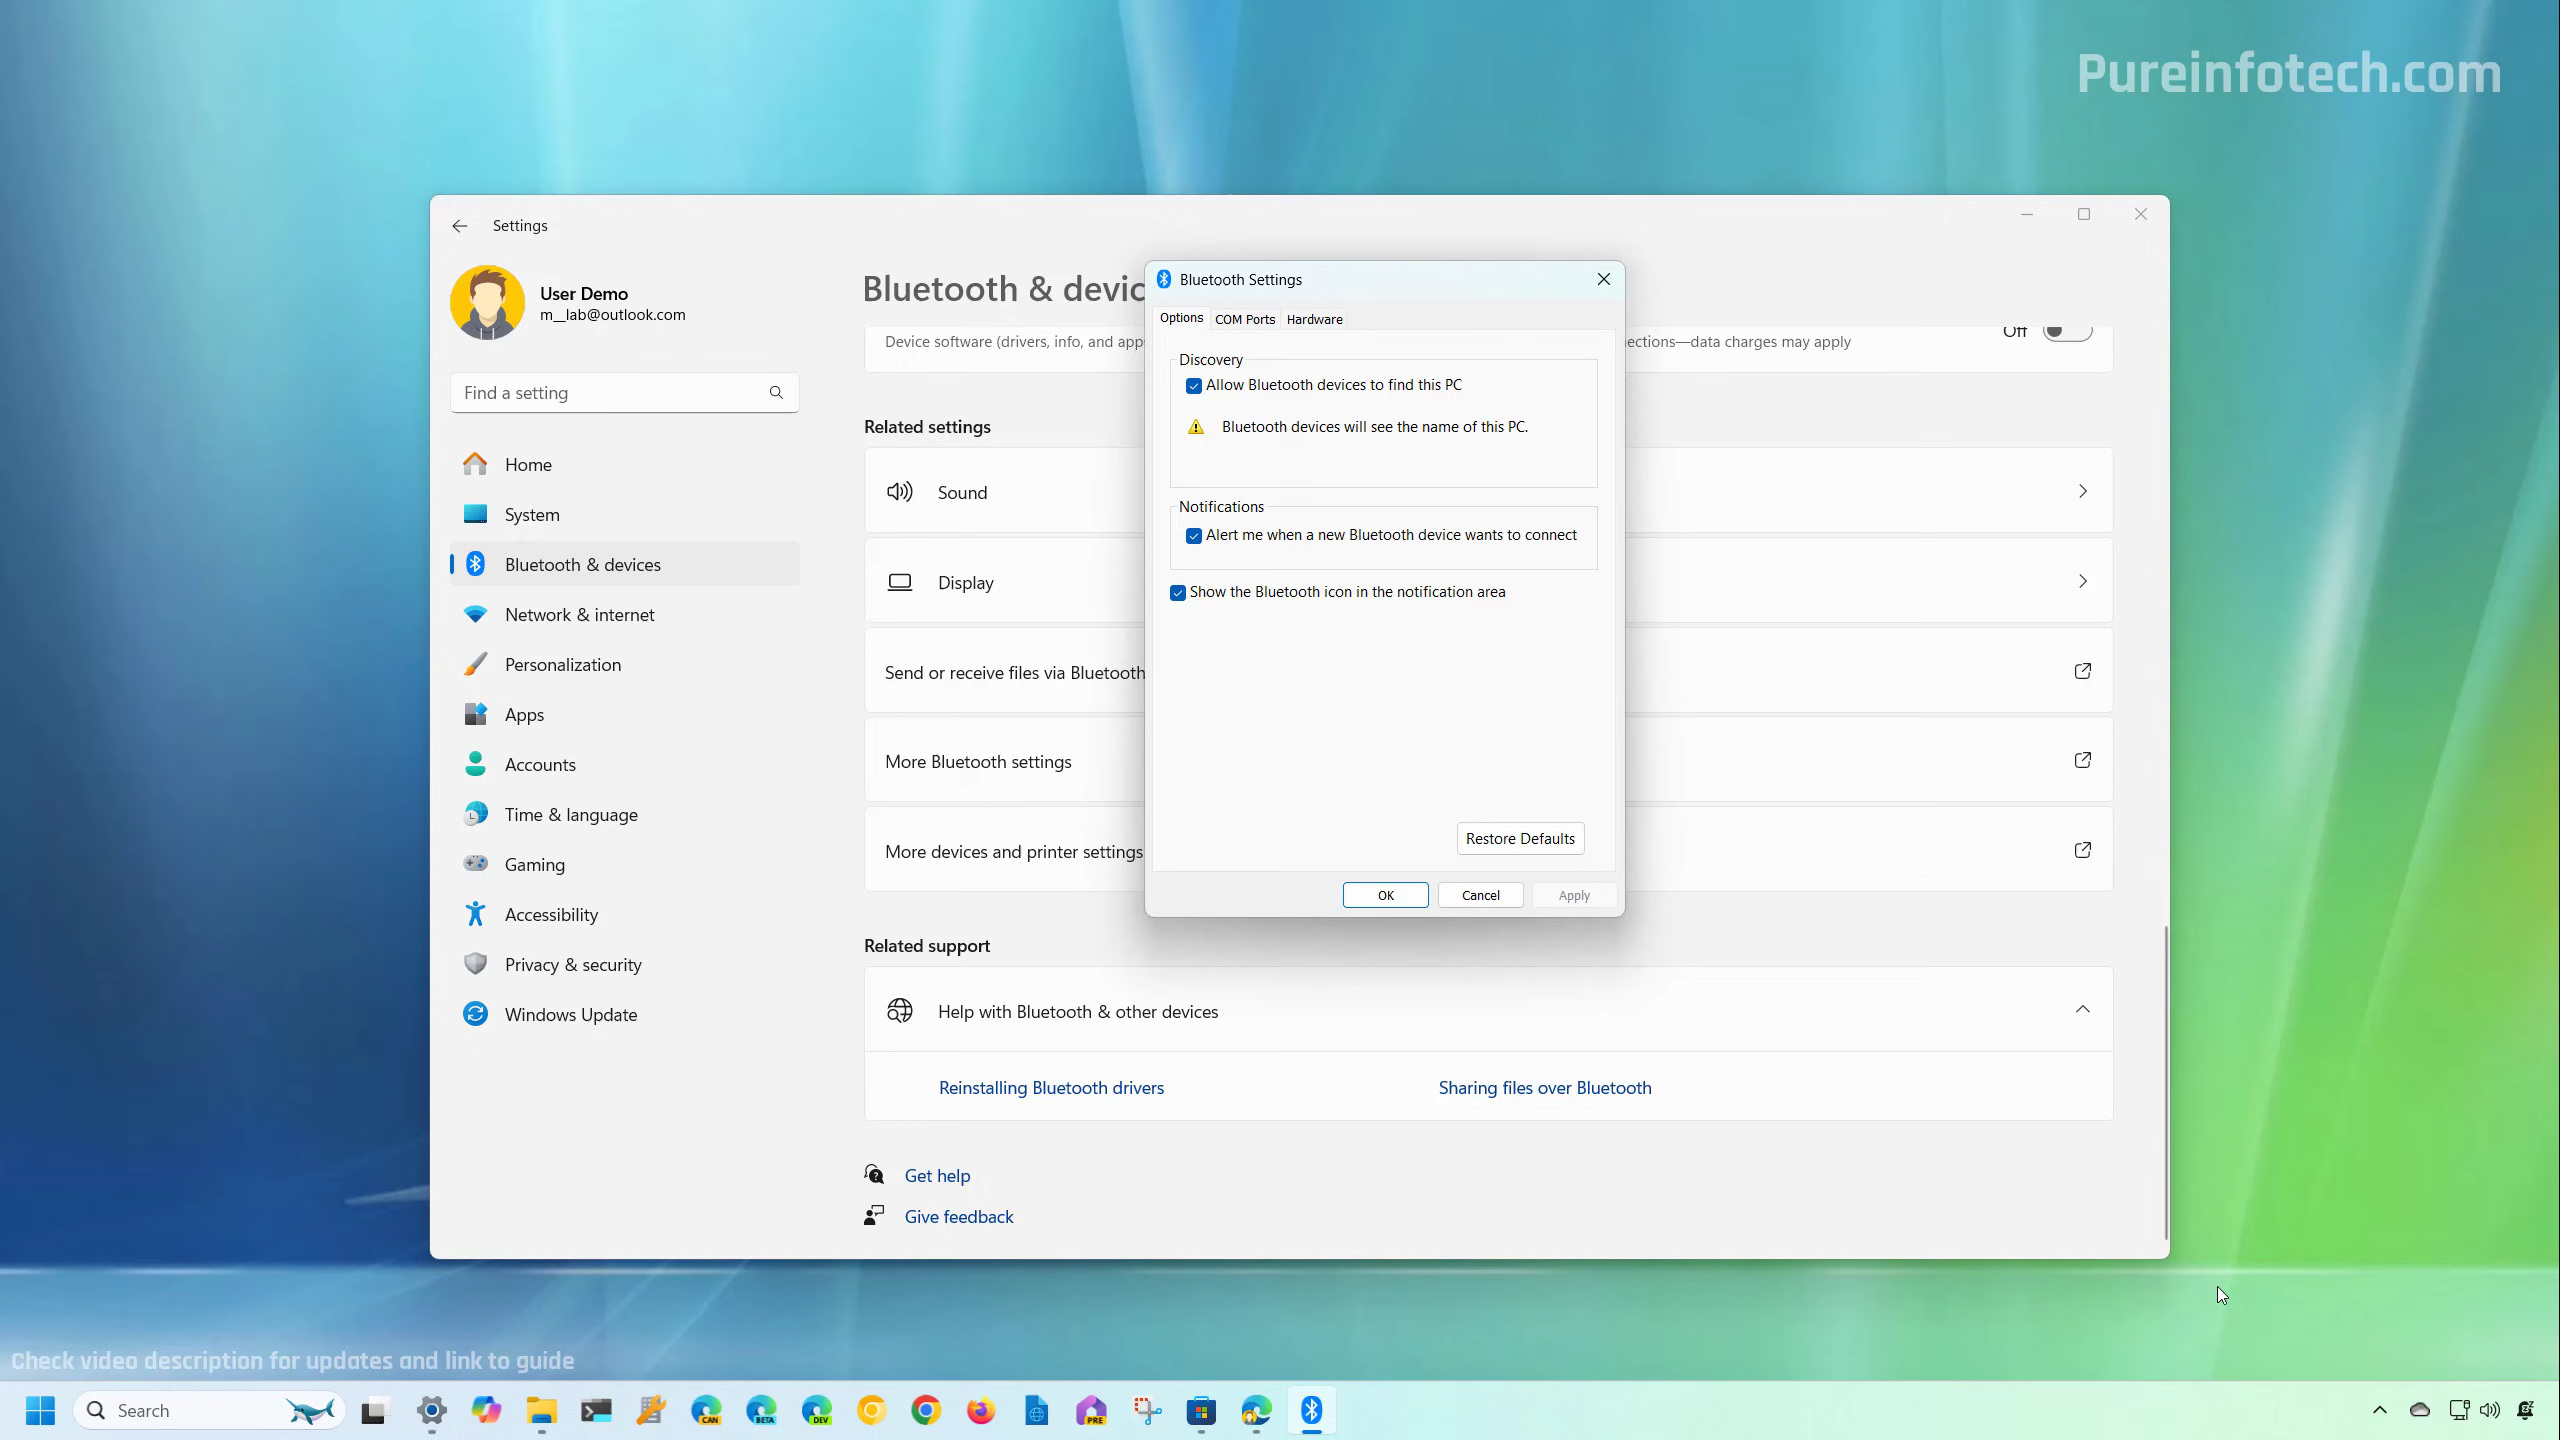 Pureinfotech.com
Settings
User Demo
m__lab@outlook.com
Find a setting
Home
System
Bluetooth & devices
Network & internet
Personalization
Apps
Accounts
Time & language
Gaming
Accessibility
Privacy & security
Windows Update
Bluetooth & devic
Device software (drivers, info, and app
ections—data charges may apply
Off
Related settings
Sound
Display
Send or receive files via Bluetooth
More Bluetooth settings
More devices and printer settings
Related support
Help with Bluetooth & other devices
Reinstalling Bluetooth drivers
Sharing files over Bluetooth
Get help
Give feedback
Bluetooth Settings
Options
COM Ports
Hardware
Discovery
Allow Bluetooth devices to find this PC
Bluetooth devices will see the name of this PC.
Notifications
Alert me when a new Bluetooth device wants to connect
Show the Bluetooth icon in the notification area
Restore Defaults
OK
Cancel
Apply
Check video description for updates and link to guide
Search
CAN
BETA
DEV
PRE